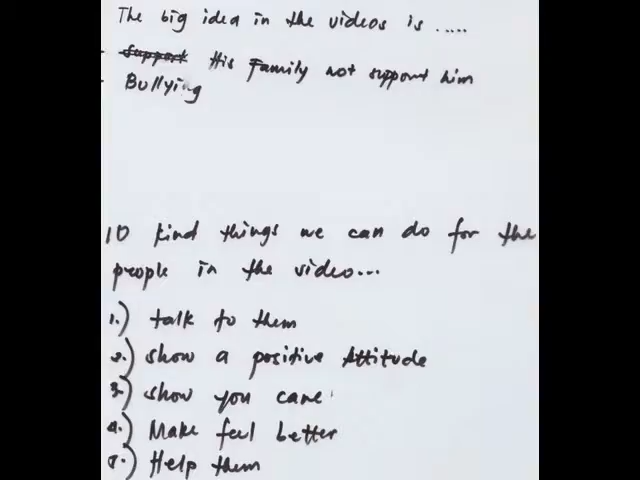 The big idea in the videos is .....
- Support His Family not support him
- Bullying
10 kind things we can do for the
people in the video...
1.) talk to them
2.) show a positive Attitude
3.) show you care
4.) Make feel better
5.) Help them